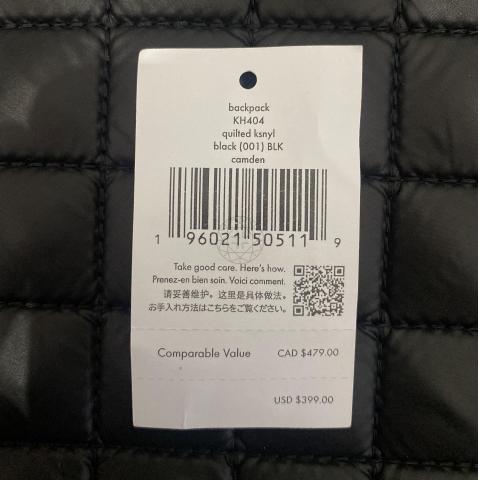 backpack
KH404
quilted ksnyl
black (001) BLK
camden
1 96021 50511 9
Take good care. Here's how.
Prenez-en bien soin. Voici comment.
请妥善维护。这里是具体做法。
お手入れ方法はこちらをご覧ください。
Comparable Value CAD $479.00
USD $399.00